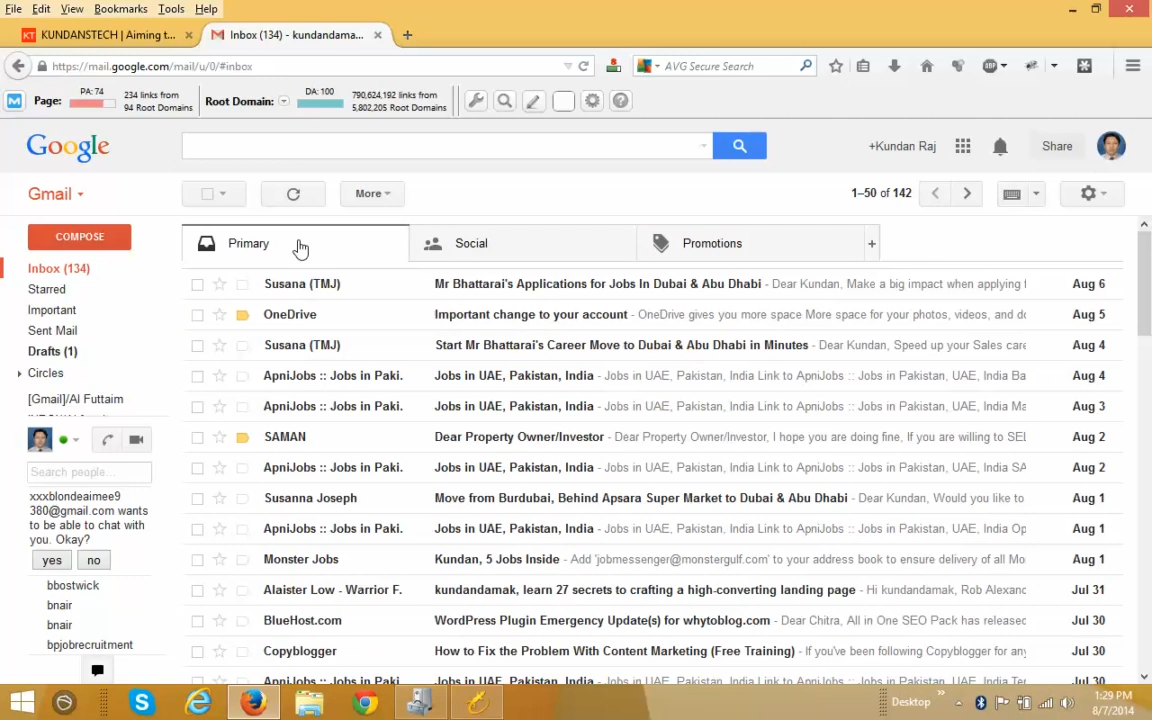 File Edit View Bookmarks Tools Help
KT KUNDANSTECH | Aiming t... × Inbox (134) - kundandama... × +
https://mail.google.com/mail/u/0/#inbox AVG Secure Search ABP
Page: PA: 74 234 links from 94 Root Domains Root Domain: DA: 100 790,624,192 links from 5,802,205 Root Domains
Google +Kundan Raj Share
Gmail More 1–50 of 142
COMPOSE Primary Social Promotions +
Inbox (134)
Starred
Important
Sent Mail
Drafts (1)
Circles
[Gmail]/Al Futtaim
Search people...
xxxblondeaimee9
380@gmail.com wants
to be able to chat with
you. Okay?
yes no
bbostwick
bnair
bnair
bpjobrecruitment
Susana (TMJ) Mr Bhattarai's Applications for Jobs In Dubai & Abu Dhabi - Dear Kundan, Make a big impact when applying f Aug 6
OneDrive Important change to your account - OneDrive gives you more space More space for your photos, videos, and do Aug 5
Susana (TMJ) Start Mr Bhattarai's Career Move to Dubai & Abu Dhabi in Minutes - Dear Kundan, Speed up your Sales care Aug 4
ApniJobs :: Jobs in Paki. Jobs in UAE, Pakistan, India - Jobs in UAE, Pakistan, India Link to ApniJobs :: Jobs in Pakistan, UAE, India Ba Aug 4
ApniJobs :: Jobs in Paki. Jobs in UAE, Pakistan, India - Jobs in UAE, Pakistan, India Link to ApniJobs :: Jobs in Pakistan, UAE, India Ma Aug 3
SAMAN Dear Property Owner/Investor - Dear Property Owner/Investor, I hope you are doing fine, If you are willing to SEL Aug 2
ApniJobs :: Jobs in Paki. Jobs in UAE, Pakistan, India - Jobs in UAE, Pakistan, India Link to ApniJobs :: Jobs in Pakistan, UAE, India SA Aug 2
Susanna Joseph Move from Burdubai, Behind Apsara Super Market to Dubai & Abu Dhabi - Dear Kundan, Would you like to Aug 1
ApniJobs :: Jobs in Paki. Jobs in UAE, Pakistan, India - Jobs in UAE, Pakistan, India Link to ApniJobs :: Jobs in Pakistan, UAE, India Op Aug 1
Monster Jobs Kundan, 5 Jobs Inside - Add 'jobmessenger@monstergulf.com' to your address book to ensure delivery of all Mo Aug 1
Alaister Low - Warrior F. kundandamak, learn 27 secrets to crafting a high-converting landing page - Hi kundandamak, Rob Alexand Jul 31
BlueHost.com WordPress Plugin Emergency Update(s) for whytoblog.com - Dear Chitra, All in One SEO Pack has released Jul 30
Copyblogger How to Fix the Problem With Content Marketing (Free Training) - If you've been following Copyblogger for any Jul 30
Desktop 1:29 PM
8/7/2014